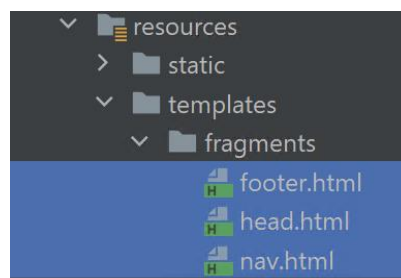 resources
static
templates
fragments
footer.html
head.html
nav.html